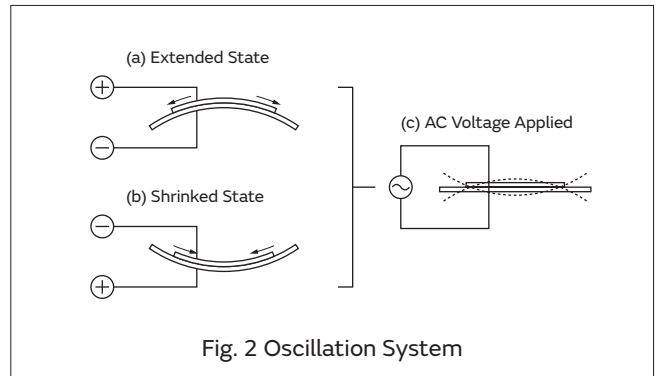 (a) Extended State
+
−
(b) Shrinked State
−
+
(c) AC Voltage Applied
~
Fig. 2 Oscillation System